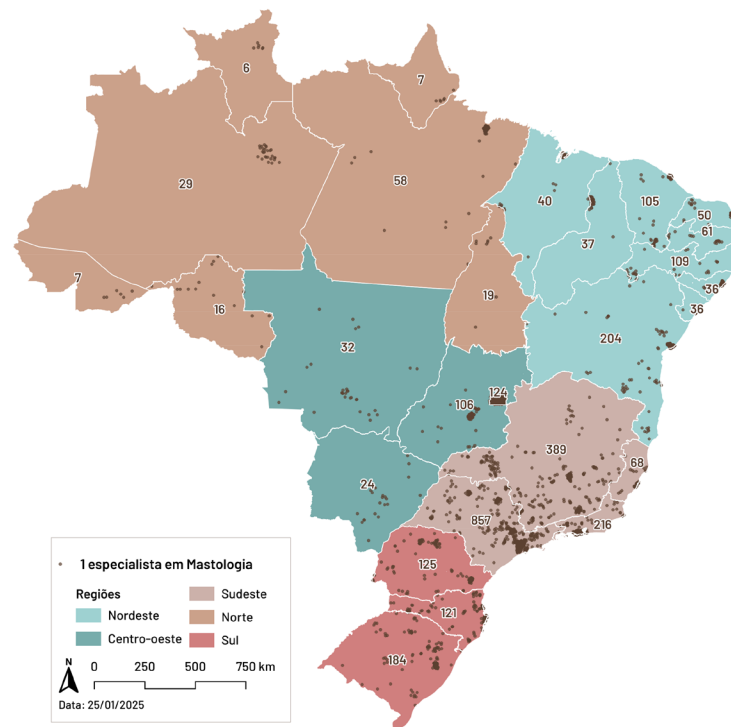 6
7
29
58
40
105
50
61
37
109
36
36
7
16
19
204
32
124
106
389
68
24
857
216
125
121
184
1 especialista em Mastologia
Regiões
Nordeste
Centro-oeste
Sudeste
Norte
Sul
N
0 250 500 750 km
Data: 25/01/2025